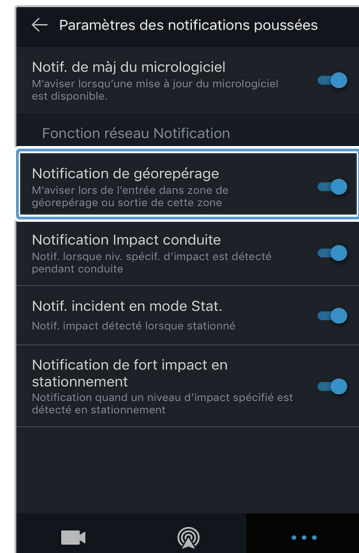 Paramètres des notifications poussées
Notif. de màj du micrologiciel
M'aviser lorsqu'une mise à jour du micrologiciel
est disponible.
Fonction réseau Notification
Notification de géorepérage
M'aviser lors de l'entrée dans zone de
géorepérage ou sortie de cette zone
Notification Impact conduite
Notif. lorsque niv. spécif. d'impact est détecté
pendant conduite
Notif. incident en mode Stat.
Notif. impact détecté lorsque stationné
Notification de fort impact en
stationnement
Notification quand un niveau d'impact spécifié est
détecté en stationnement